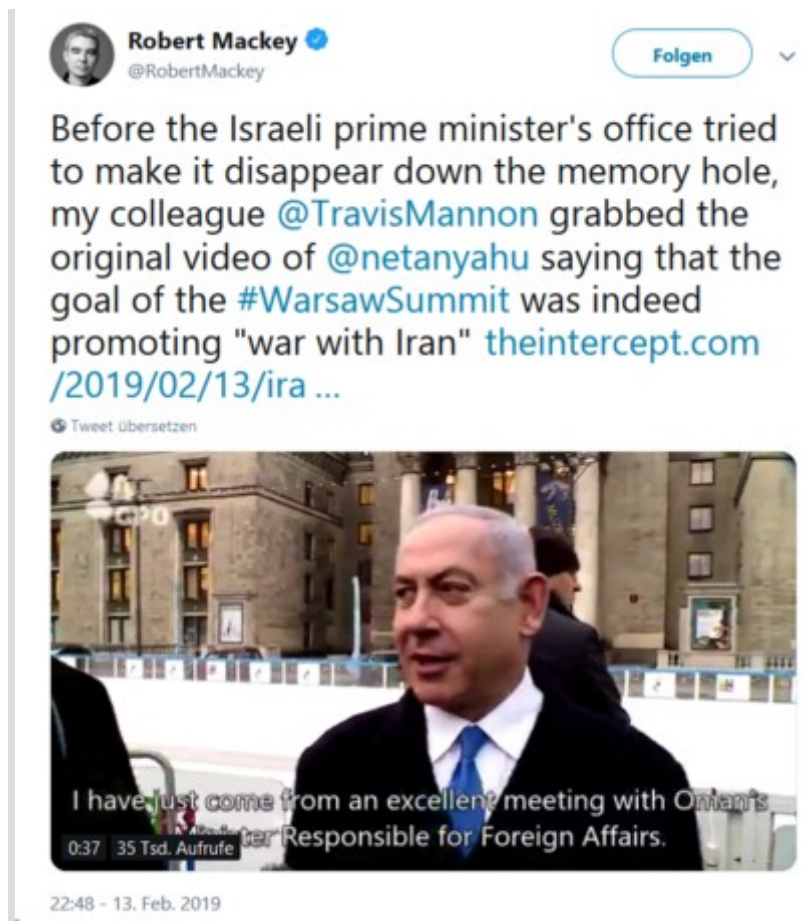 Robert Mackey
@RobertMackey
Folgen
Before the Israeli prime minister's office tried
to make it disappear down the memory hole,
my colleague @TravisMannon grabbed the
original video of @netanyahu saying that the
goal of the #WarsawSummit was indeed
promoting "war with Iran" theintercept.com
/2019/02/13/ira ...
Tweet übersetzen
GPO
I have just come from an excellent meeting with Oman's
Responsible for Foreign Affairs.
0:37 35 Tsd. Aufrufe
22:48 - 13. Feb. 2019